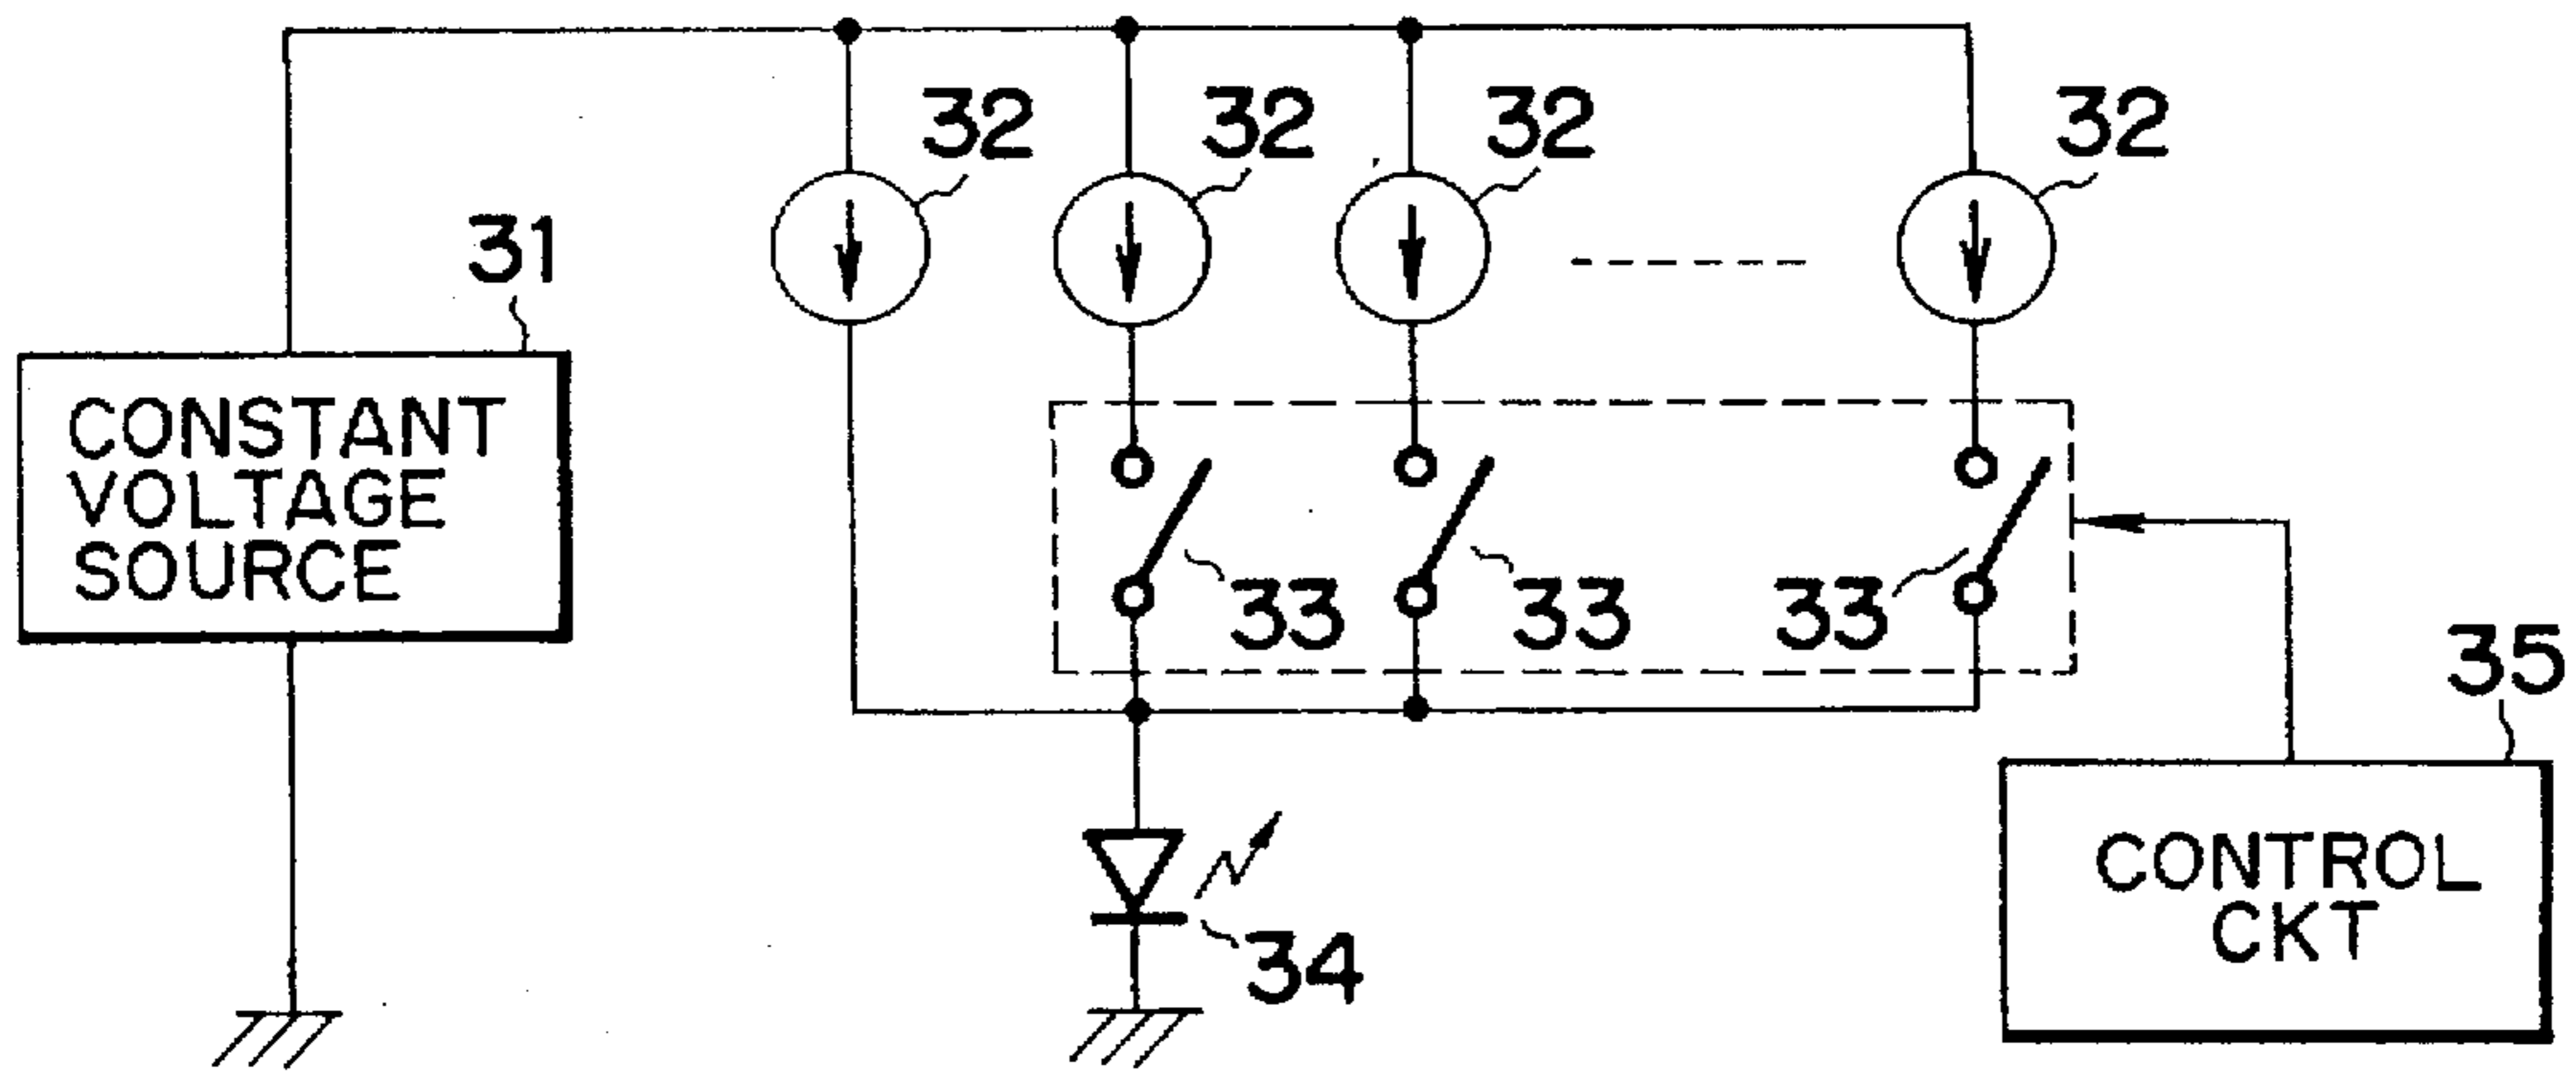 32 32 32 32
31
CONSTANT
VOLTAGE
SOURCE
33 33 33
35
CONTROL
CKT
34